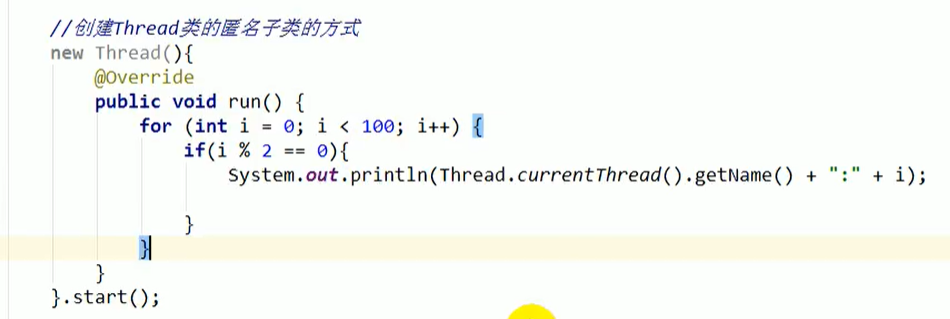 //创建Thread类的匿名子类的方式
new Thread(){
@Override
public void run() {
for (int i = 0; i < 100; i++) {
if(i % 2 == 0){
System.out.println(Thread.currentThread().getName() + ":" + i);
}
}
}
}.start();